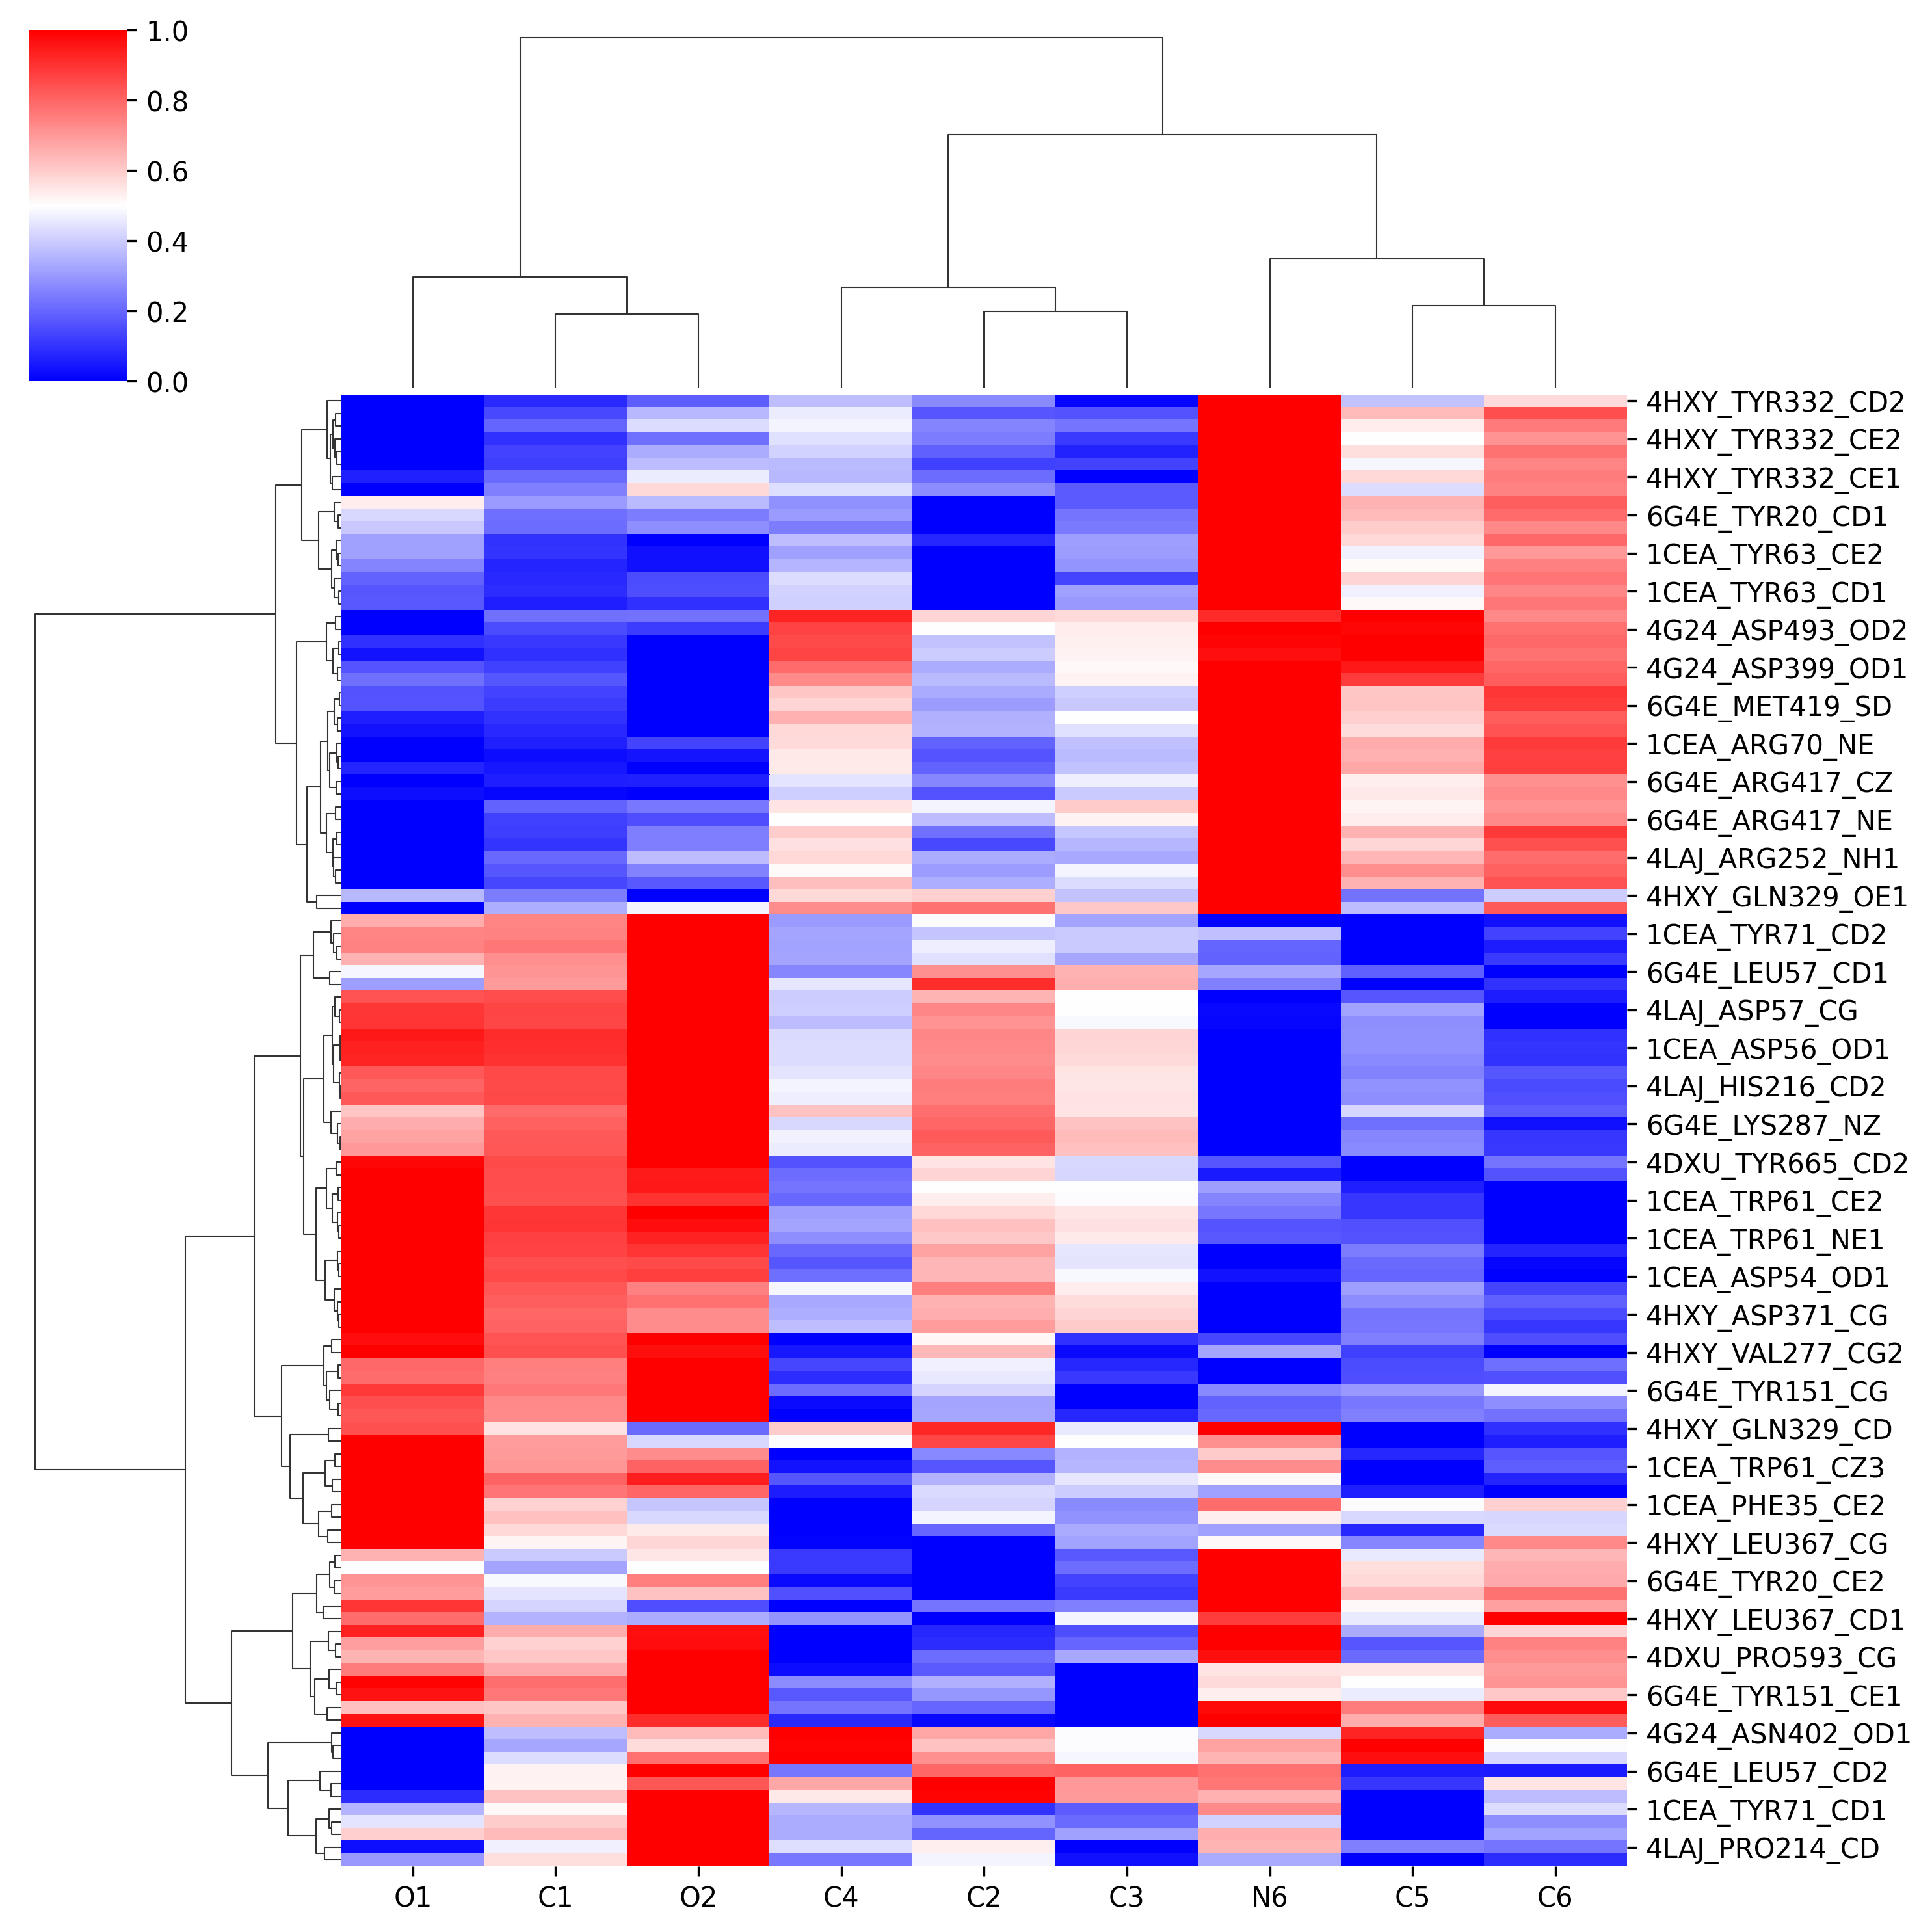 1.0
0.8
0.6
0.4
0.2
0.0
4HXY_TYR332_CD2
4HXY_TYR332_CE2
4HXY_TYR332_CE1
6G4E_TYR20_CD1
1CEA_TYR63_CE2
1CEA_TYR63_CD1
4G24_ASP493_OD2
4G24_ASP399_OD1
6G4E_MET419_SD
1CEA_ARG70_NE
6G4E_ARG417_CZ
6G4E_ARG417_NE
4LAJ_ARG252_NH1
4HXY_GLN329_OE1
1CEA_TYR71_CD2
6G4E_LEU57_CD1
4LAJ_ASP57_CG
1CEA_ASP56_OD1
4LAJ_HIS216_CD2
6G4E_LYS287_NZ
4DXU_TYR665_CD2
1CEA_TRP61_CE2
1CEA_TRP61_NE1
1CEA_ASP54_OD1
4HXY_ASP371_CG
4HXY_VAL277_CG2
6G4E_TYR151_CG
4HXY_GLN329_CD
1CEA_TRP61_CZ3
1CEA_PHE35_CE2
4HXY_LEU367_CG
6G4E_TYR20_CE2
4HXY_LEU367_CD1
4DXU_PRO593_CG
6G4E_TYR151_CE1
4G24_ASN402_OD1
6G4E_LEU57_CD2
1CEA_TYR71_CD1
4LAJ_PRO214_CD
O1 C1 O2 C4 C2 C3 N6 C5 C6